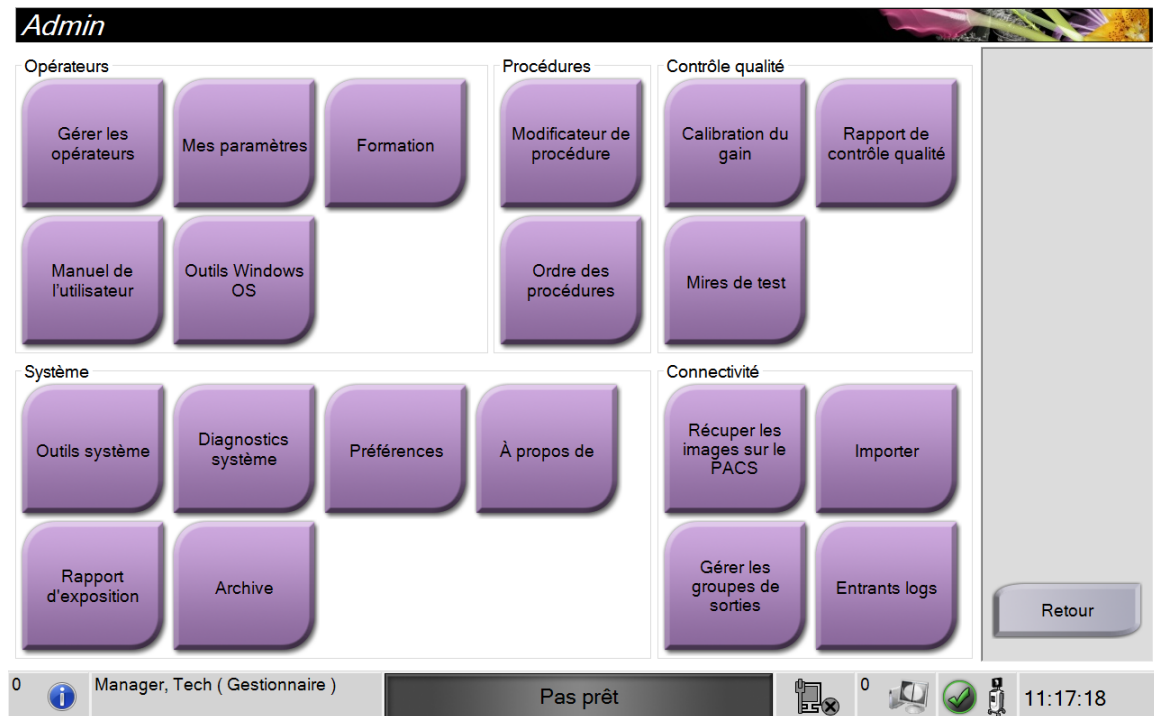 Admin
Opérateurs
Gérer les
opérateurs
Mes paramètres
Formation
Manuel de
l'utilisateur
Outils Windows
OS
Procédures
Modificateur de
procédure
Ordre des
procédures
Contrôle qualité
Calibration du
gain
Rapport de
contrôle qualité
Mires de test
Système
Outils système
Diagnostics
système
Préférences
À propos de
Rapport
d'exposition
Archive
Connectivité
Récuper les
images sur le
PACS
Importer
Gérer les
groupes de
sorties
Entrants logs
Retour
0
Manager, Tech ( Gestionnaire )
Pas prêt
0
11:17:18